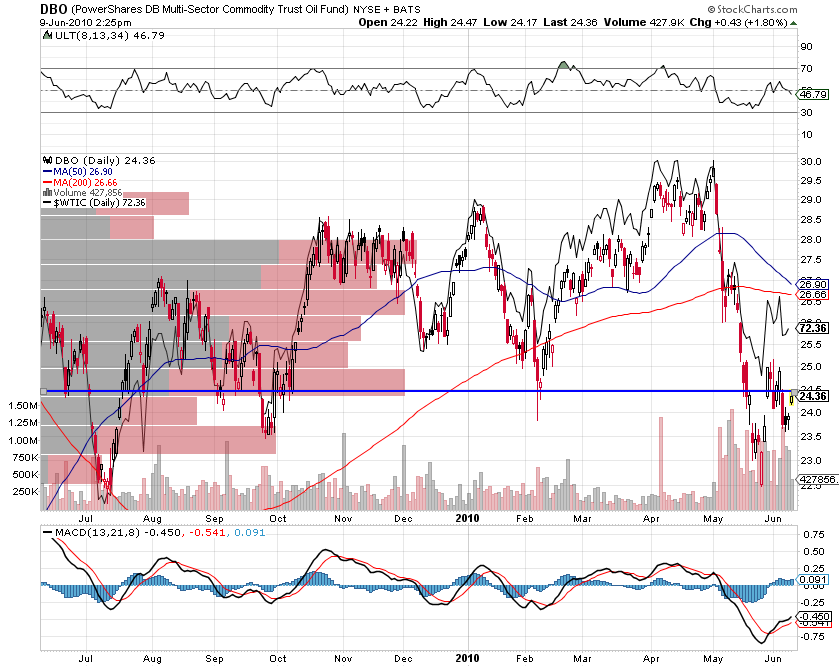 DBO (PowerShares DB Multi-Sector Commodity Trust Oil Fund) NYSE + BATS © StockCharts.com
9-Jun-2010 2:25pm Open 24.22 High 24.47 Low 24.17 Last 24.36 Volume 427.9K Chg +0.43 (+1.80%)
ULT(8,13,34) 46.79
90
70
50
46.79
30
10
DBO (Daily) 24.36
MA(50) 26.90
MA(200) 26.66
Volume 427,856
$WTIC (Daily) 72.36
30.0
29.5
29.0
28.5
28.0
27.5
27.0
26.90
26.66
26.5
26.0
72.36
25.5
25.0
24.5
24.36
24.0
23.5
23.0
22.5
427856
1.50M
1.25M
1.00M
750K
500K
250K
Jul Aug Sep Oct Nov Dec 2010 Feb Mar Apr May Jun
MACD(13,21,8) -0.450, -0.541, 0.091
0.75
0.50
0.25
0.091
0.00
-0.25
-0.450
-0.541
-0.75
Jul Aug Sep Oct Nov Dec 2010 Feb Mar Apr May Jun